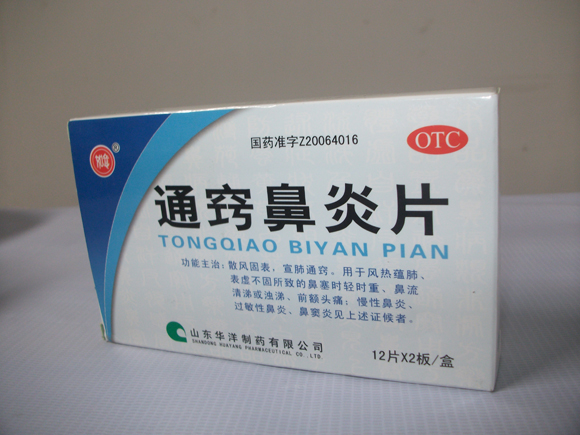 国药准字Z20064016
OTC
通窍鼻炎片
TONGQIAO BIYAN PIAN
功能主治：散风固表，宣肺通窍。用于风热蕴肺、
表虚不固所致的鼻塞时轻时重、鼻流
清涕或浊涕、前额头痛；慢性鼻炎、
过敏性鼻炎、鼻窦炎见上述证候者。
山东华洋制药有限公司
SHANDONG HUAYANG PHARMACEUTICAL CO. LTD.
12片X2板/盒